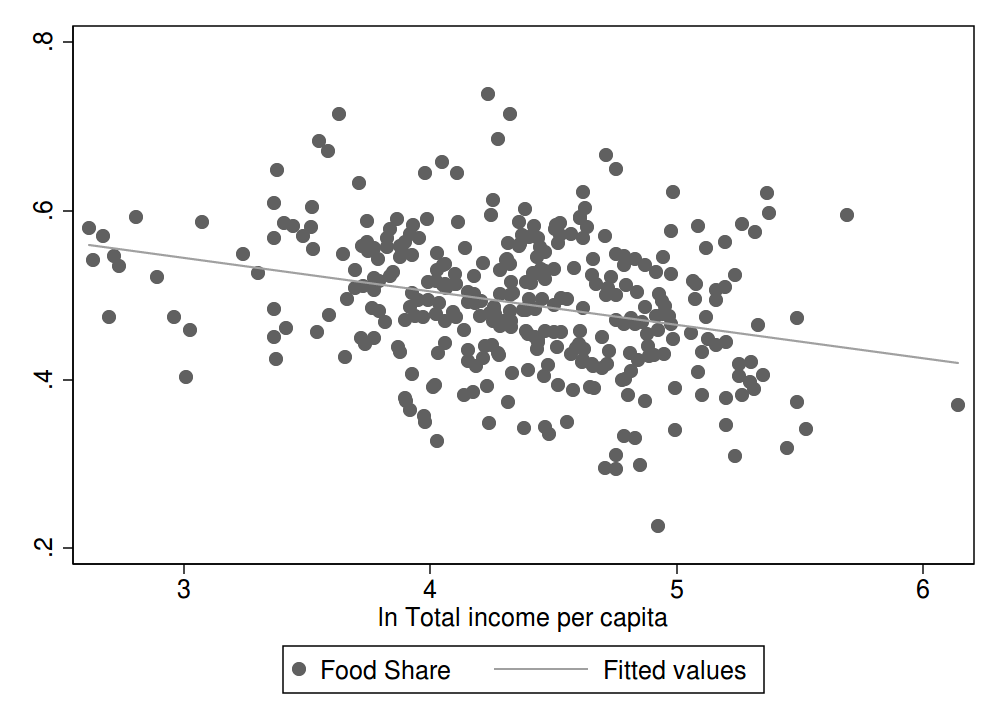 .8
.6
.4
.2
3 4 5 6
ln Total income per capita
Food Share Fitted values